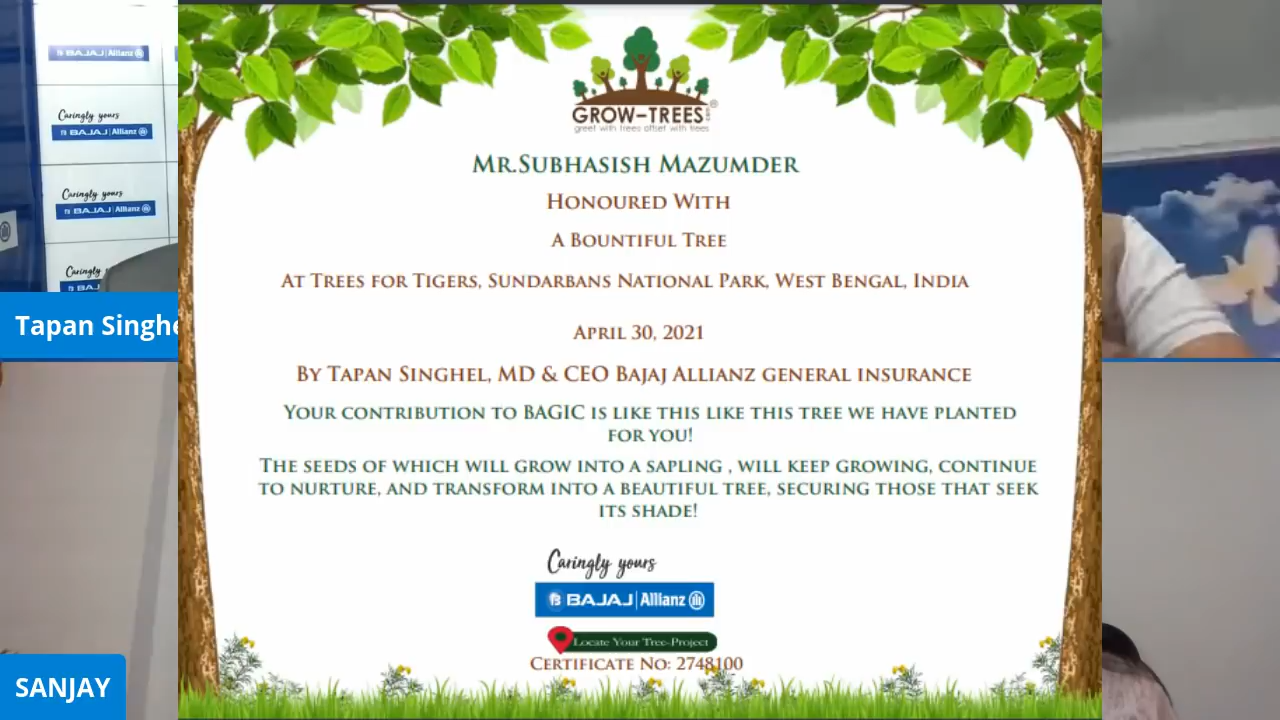 BAJAJ Allianz
Caringly yours
BAJAJ Allianz
Caringly yours
BAJAJ Allianz
Caringly
BAJ
Tapan Singhe
SANJAY
GROW-TREES
.com
greet with trees offset with trees
MR.SUBHASISH MAZUMDER
HONOURED WITH
A BOUNTIFUL TREE
AT TREES FOR TIGERS, SUNDARBANS NATIONAL PARK, WEST BENGAL, INDIA
APRIL 30, 2021
BY TAPAN SINGHEL, MD & CEO BAJAJ ALLIANZ GENERAL INSURANCE
YOUR CONTRIBUTION TO BAGIC IS LIKE THIS LIKE THIS TREE WE HAVE PLANTED
FOR YOU!
THE SEEDS OF WHICH WILL GROW INTO A SAPLING , WILL KEEP GROWING, CONTINUE
TO NURTURE, AND TRANSFORM INTO A BEAUTIFUL TREE, SECURING THOSE THAT SEEK
ITS SHADE!
Caringly yours
BAJAJ Allianz
LOCATE YOUR TREE-PROJECT
CERTIFICATE NO: 2748100